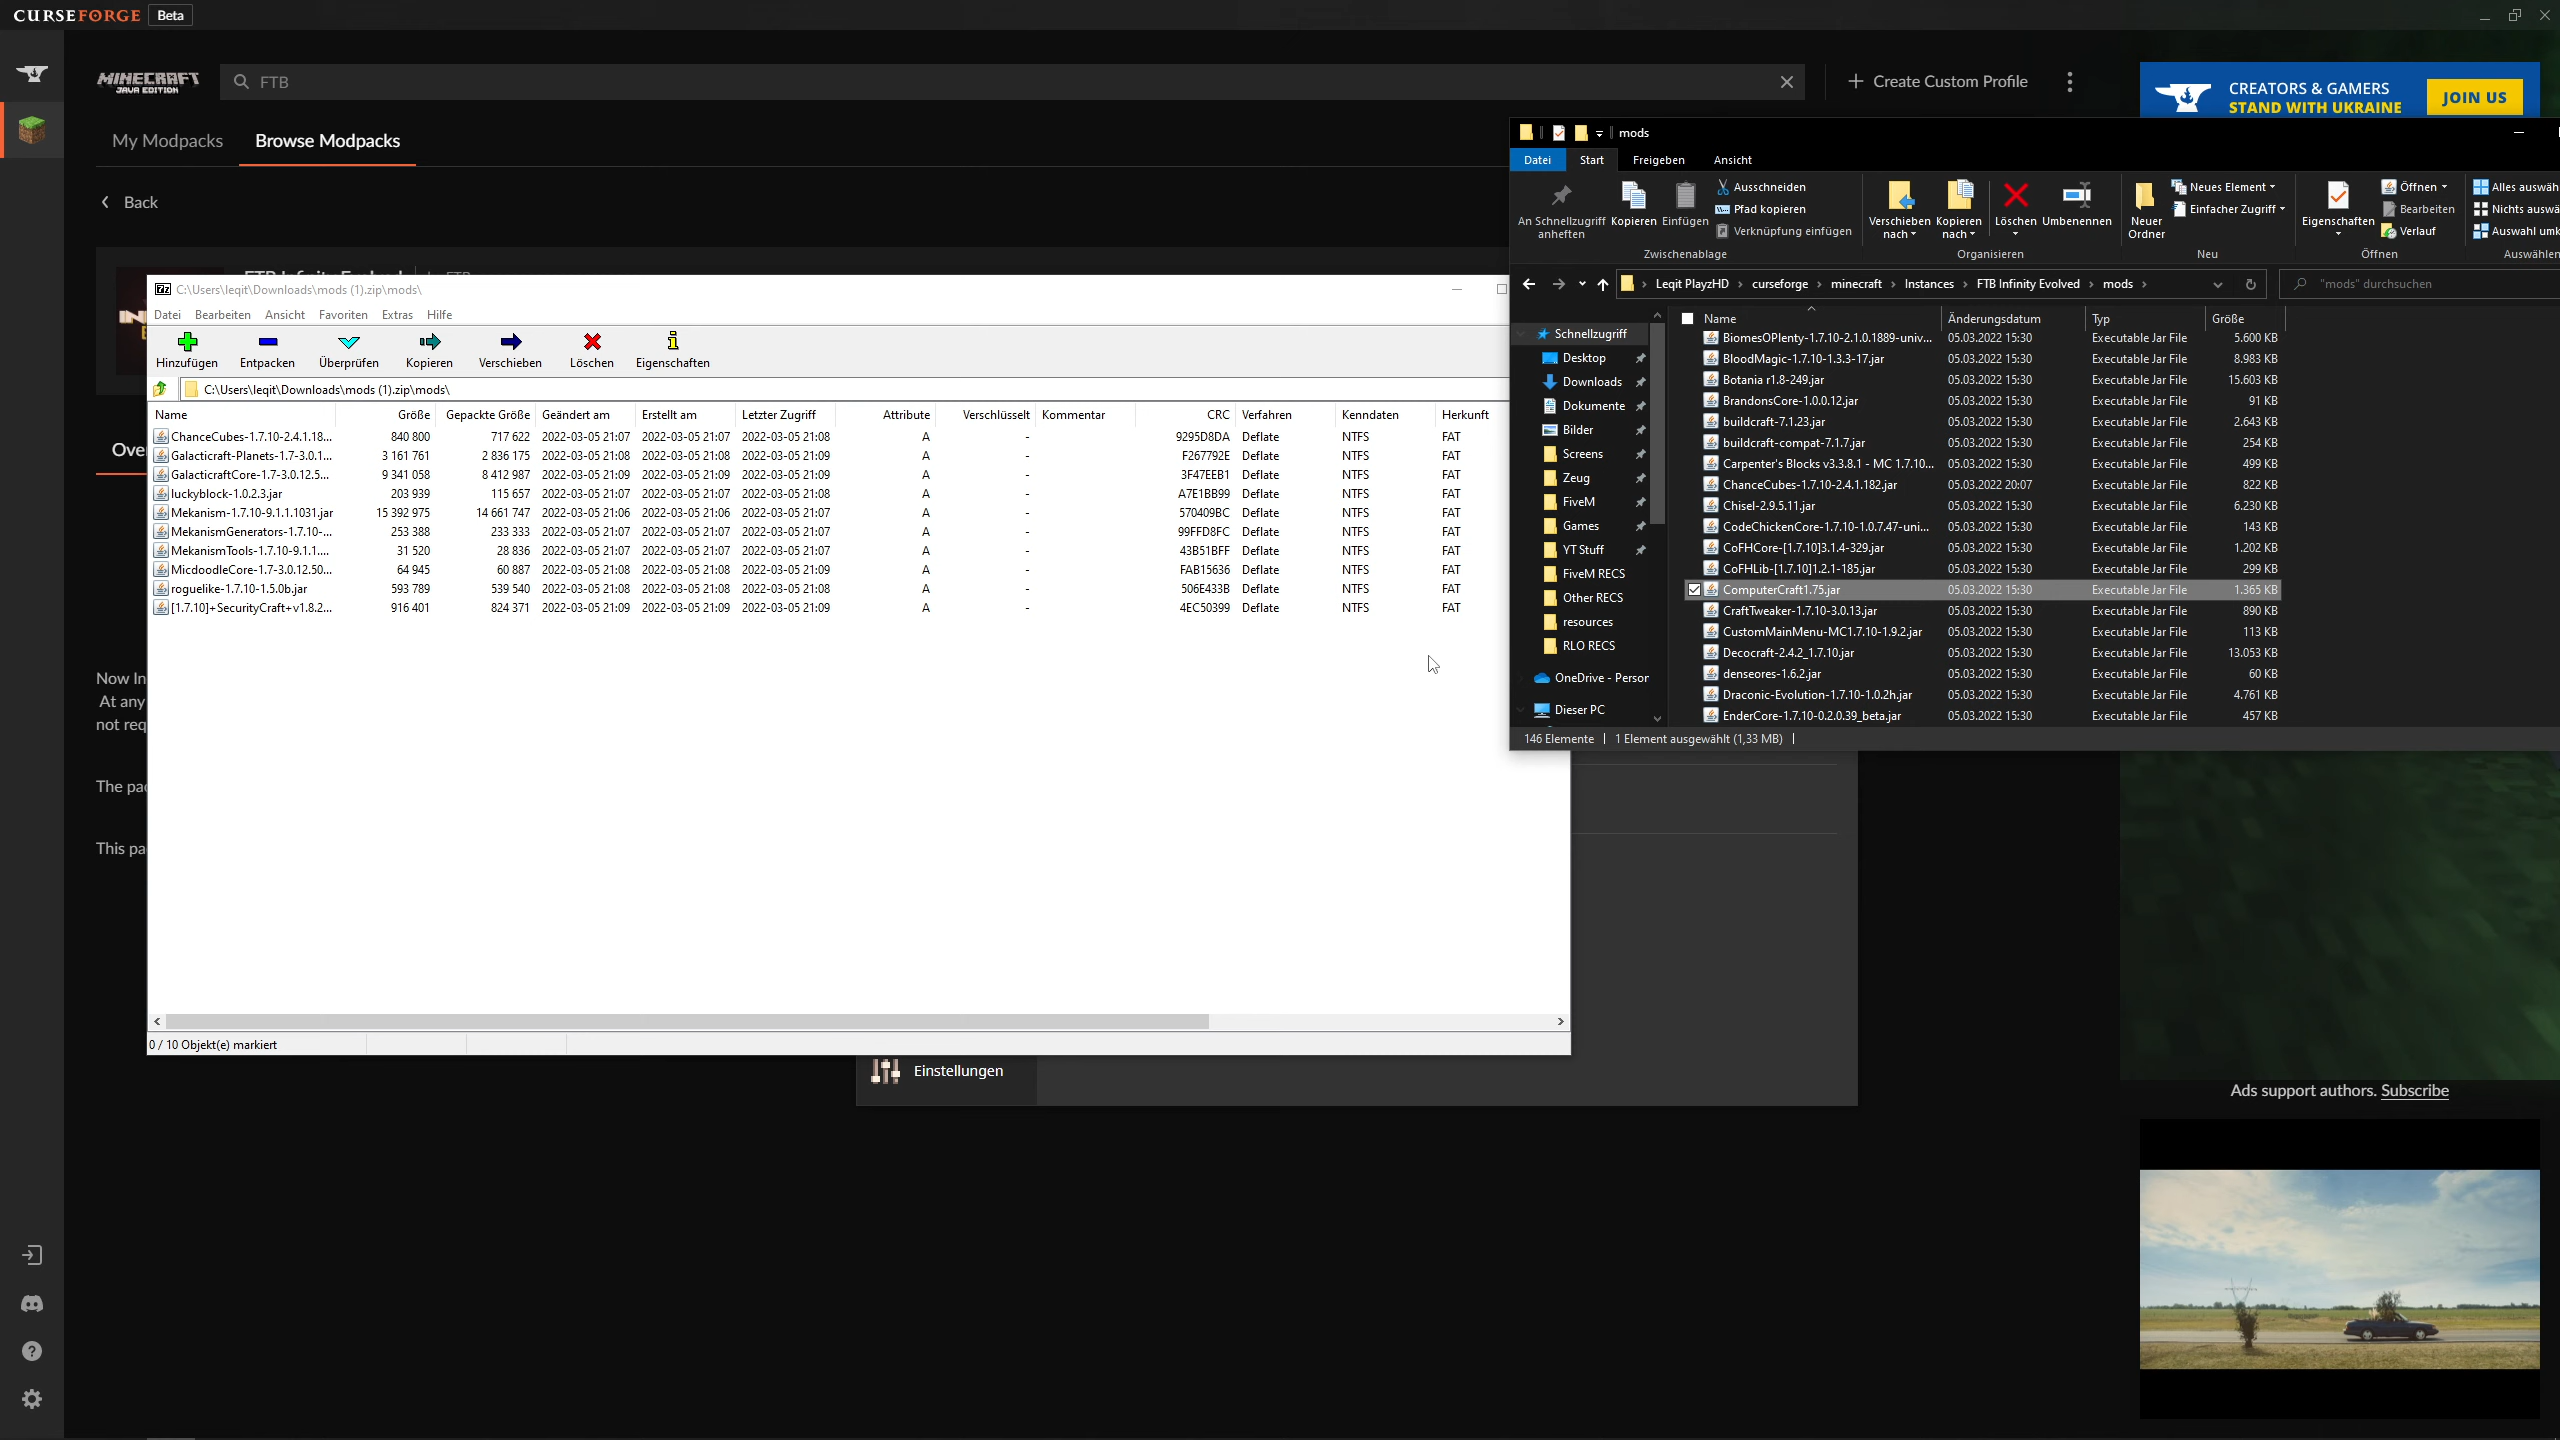 CURSEFORGE Beta
MINECRAFT
JAVA EDITION
FTB
Create Custom Profile
CREATORS & GAMERS
STAND WITH UKRAINE
JOIN US
My Modpacks
Browse Modpacks
Back
C:\Users\leqit\Downloads\mods (1).zip\mods\
Datei Bearbeiten Ansicht Favoriten Extras Hilfe
Hinzufügen Entpacken Überprüfen Kopieren Verschieben Löschen Eigenschaften
C:\Users\leqit\Downloads\mods (1).zip\mods\
Name Größe Gepackte Größe Geändert am Erstellt am Letzter Zugriff Attribute Verschlüsselt Kommentar CRC Verfahren Kenndaten Herkunft
ChanceCubes-1.7.10-2.4.1.18... 840 800 717 622 2022-03-05 21:07 2022-03-05 21:07 2022-03-05 21:08 A - 9295D8DA Deflate NTFS FAT
Galacticraft-Planets-1.7-3.0.1... 3 161 761 2 836 175 2022-03-05 21:08 2022-03-05 21:08 2022-03-05 21:09 A - F267792E Deflate NTFS FAT
GalacticraftCore-1.7-3.0.12.5... 9 341 058 8 412 987 2022-03-05 21:09 2022-03-05 21:09 2022-03-05 21:09 A - 3F47EEB1 Deflate NTFS FAT
luckyblock-1.0.2.3.jar 203 939 115 657 2022-03-05 21:07 2022-03-05 21:07 2022-03-05 21:08 A - A7E1BB99 Deflate NTFS FAT
Mekanism-1.7.10-9.1.1.1031.jar 15 392 975 14 661 747 2022-03-05 21:06 2022-03-05 21:06 2022-03-05 21:07 A - 570409BC Deflate NTFS FAT
MekanismGenerators-1.7.10-... 253 388 233 333 2022-03-05 21:07 2022-03-05 21:07 2022-03-05 21:07 A - 99FFD8FC Deflate NTFS FAT
MekanismTools-1.7.10-9.1.1.... 31 520 28 836 2022-03-05 21:07 2022-03-05 21:07 2022-03-05 21:07 A - 43B51BFF Deflate NTFS FAT
MicdoodleCore-1.7-3.0.12.50... 64 945 60 887 2022-03-05 21:08 2022-03-05 21:08 2022-03-05 21:09 A - FAB15636 Deflate NTFS FAT
roguelike-1.7.10-1.5.0b.jar 593 789 539 540 2022-03-05 21:08 2022-03-05 21:08 2022-03-05 21:08 A - 506E433B Deflate NTFS FAT
[1.7.10]+SecurityCraft+v1.8.2... 916 401 824 371 2022-03-05 21:09 2022-03-05 21:09 2022-03-05 21:09 A - 4EC50399 Deflate NTFS FAT
0 / 10 Objekt(e) markiert
Ove
Now In
At any
not req
The pac
This pa
Einstellungen
mods
Datei Start Freigeben Ansicht
An Schnellzugriff
anheften
Kopieren Einfügen
Ausschneiden
Pfad kopieren
Verknüpfung einfügen
Zwischenablage
Verschieben
nach
Kopieren
nach
Löschen Umbenennen
Organisieren
Neuer
Ordner
Neues Element
Einfacher Zugriff
Neu
Eigenschaften
Öffnen
Bearbeiten
Verlauf
Öffnen
Alles auswäh
Nichts auswä
Auswahl umk
Auswählen
Leqit PlayzHD > curseforge > minecraft > Instances > FTB Infinity Evolved > mods >
"mods" durchsuchen
Schnellzugriff
Desktop
Downloads
Dokumente
Bilder
Screens
Zeug
FiveM
Games
YT Stuff
FiveM RECS
Other RECS
resources
RLO RECS
OneDrive - Person
Dieser PC
Name Änderungsdatum Typ Größe
BiomesOPlenty-1.7.10-2.1.0.1889-univ... 05.03.2022 15:30 Executable Jar File 5.600 KB
BloodMagic-1.7.10-1.3.3-17.jar 05.03.2022 15:30 Executable Jar File 8.983 KB
Botania r1.8-249.jar 05.03.2022 15:30 Executable Jar File 15.603 KB
BrandonsCore-1.0.0.12.jar 05.03.2022 15:30 Executable Jar File 91 KB
buildcraft-7.1.23.jar 05.03.2022 15:30 Executable Jar File 2.643 KB
buildcraft-compat-7.1.7.jar 05.03.2022 15:30 Executable Jar File 254 KB
Carpenter's Blocks v3.3.8.1 - MC 1.7.10... 05.03.2022 15:30 Executable Jar File 499 KB
ChanceCubes-1.7.10-2.4.1.182.jar 05.03.2022 20:07 Executable Jar File 822 KB
Chisel-2.9.5.11.jar 05.03.2022 15:30 Executable Jar File 6.230 KB
CodeChickenCore-1.7.10-1.0.7.47-uni... 05.03.2022 15:30 Executable Jar File 143 KB
CoFHCore-[1.7.10]3.1.4-329.jar 05.03.2022 15:30 Executable Jar File 1.202 KB
CoFHLib-[1.7.10]1.2.1-185.jar 05.03.2022 15:30 Executable Jar File 299 KB
ComputerCraft1.75.jar 05.03.2022 15:30 Executable Jar File 1.365 KB
CraftTweaker-1.7.10-3.0.13.jar 05.03.2022 15:30 Executable Jar File 890 KB
CustomMainMenu-MC1.7.10-1.9.2.jar 05.03.2022 15:30 Executable Jar File 113 KB
Decocraft-2.4.2_1.7.10.jar 05.03.2022 15:30 Executable Jar File 13.053 KB
denseores-1.6.2.jar 05.03.2022 15:30 Executable Jar File 60 KB
Draconic-Evolution-1.7.10-1.0.2h.jar 05.03.2022 15:30 Executable Jar File 4.761 KB
EnderCore-1.7.10-0.2.0.39_beta.jar 05.03.2022 15:30 Executable Jar File 457 KB
146 Elemente 1 Element ausgewählt (1,33 MB)
Ads support authors. Subscribe